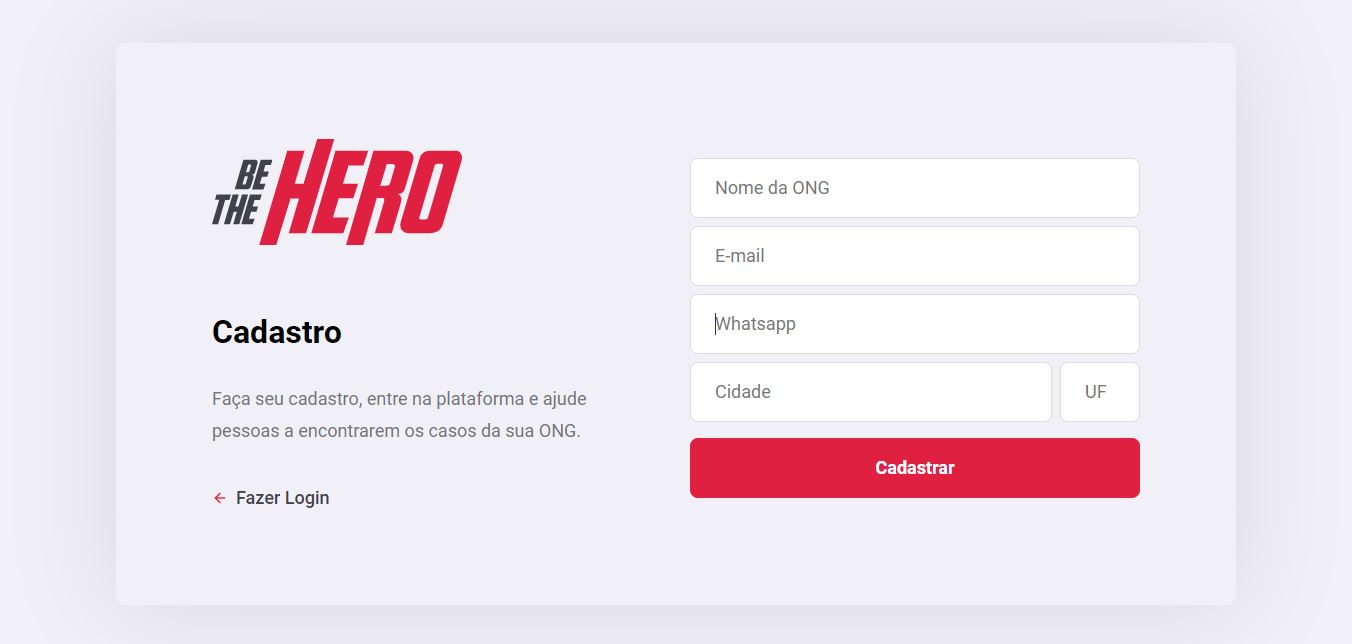 BE
THE HERO
Cadastro
Faça seu cadastro, entre na plataforma e ajude
pessoas a encontrarem os casos da sua ONG.
Fazer Login
Nome da ONG
E-mail
Whatsapp
Cidade
UF
Cadastrar